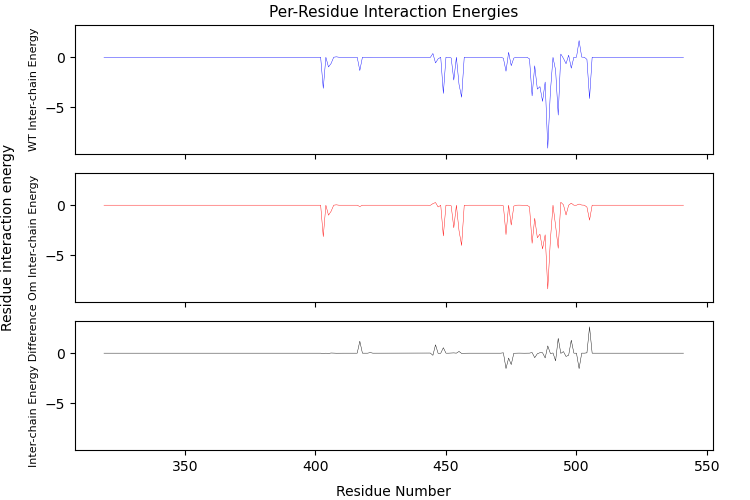 Per-Residue Interaction Energies
Residue interaction energy
WT Inter-chain Energy
0
−5
Om Inter-chain Energy
0
−5
Inter-chain Energy Difference
0
−5
350
400
450
500
550
Residue Number